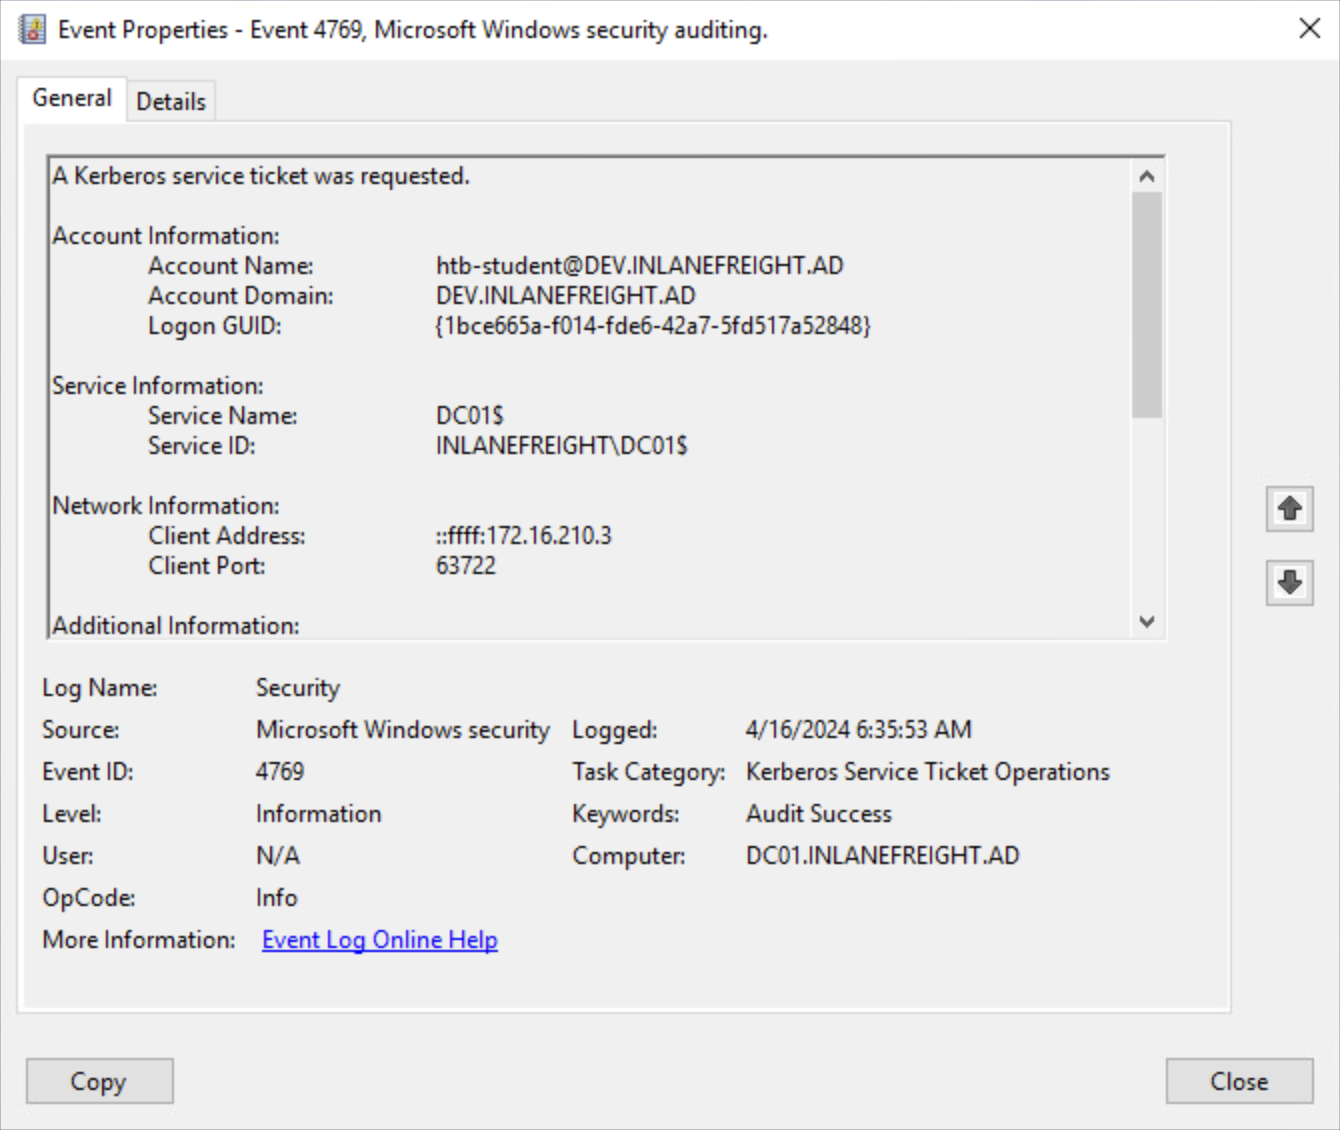 Event Properties - Event 4769, Microsoft Windows security auditing.
General Details
A Kerberos service ticket was requested.
Account Information:
Account Name: htb-student@DEV.INLANEFREIGHT.AD
Account Domain: DEV.INLANEFREIGHT.AD
Logon GUID: {1bce665a-f014-fde6-42a7-5fd517a52848}
Service Information:
Service Name: DC01$
Service ID: INLANEFREIGHT\DC01$
Network Information:
Client Address: ::ffff:172.16.210.3
Client Port: 63722
Additional Information:
Log Name: Security
Source: Microsoft Windows security Logged: 4/16/2024 6:35:53 AM
Event ID: 4769 Task Category: Kerberos Service Ticket Operations
Level: Information Keywords: Audit Success
User: N/A Computer: DC01.INLANEFREIGHT.AD
OpCode: Info
More Information: Event Log Online Help
Copy Close